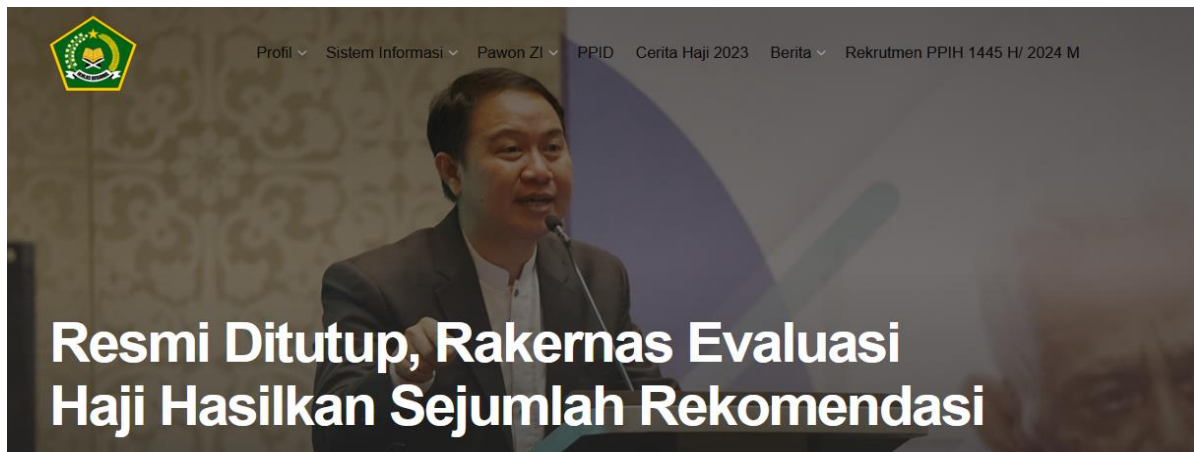 Profil Sistem Informasi Pawon ZI PPID Cerita Haji 2023 Berita Rekrutmen PPIH 1445 H/ 2024 M
Resmi Ditutup, Rakernas Evaluasi
Haji Hasilkan Sejumlah Rekomendasi